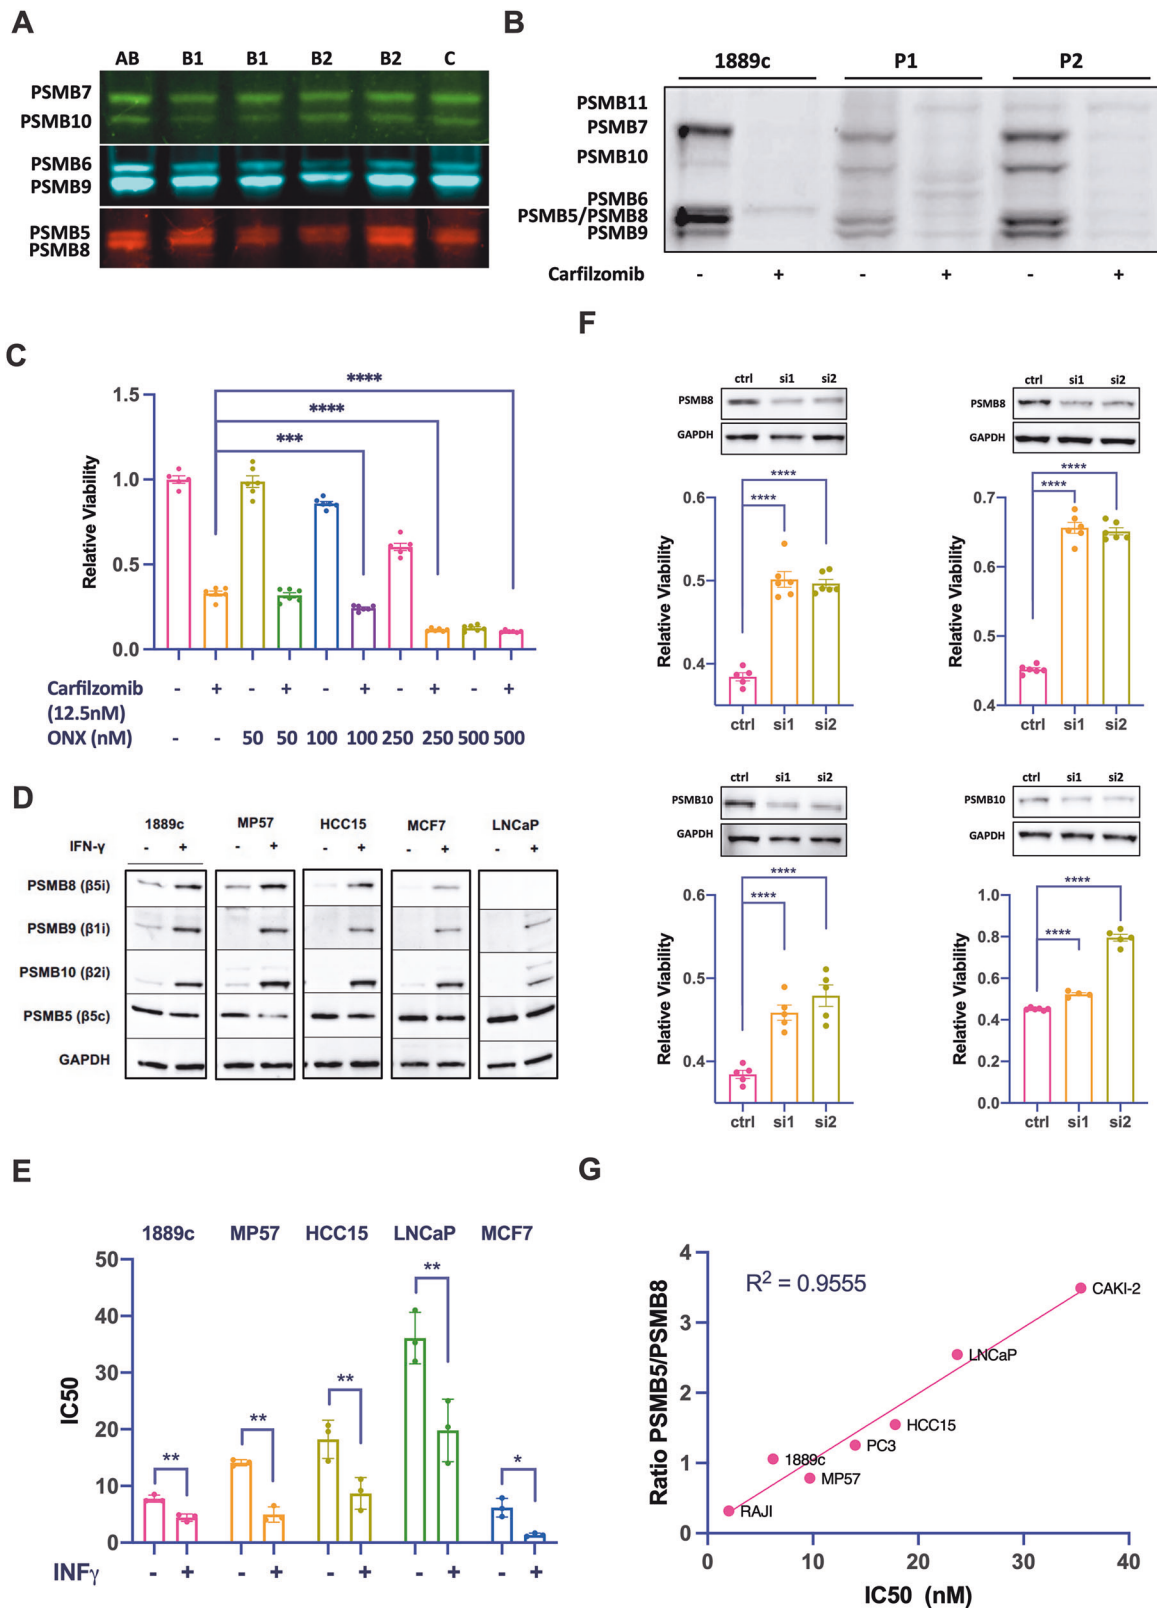 A
AB B1 B1 B2 B2 C
PSMB7
PSMB10
PSMB6
PSMB9
PSMB5
PSMB8
B
1889c P1 P2
PSMB11
PSMB7
PSMB10
PSMB6
PSMB5/PSMB8
PSMB9
Carfilzomib - + - + - +
C
****
****
***
1.5
1.0
0.5
0.0
Relative Viability
Carfilzomib - + - + - + - + - +
(12.5nM)
ONX (nM) - - 50 50 100 100 250 250 500 500
D
1889c MP57 HCC15 MCF7 LNCaP
IFN-γ - + - + - + - + - +
PSMB8 (β5i)
PSMB9 (β1i)
PSMB10 (β2i)
PSMB5 (β5c)
GAPDH
E
1889c MP57 HCC15 LNCaP MCF7
50
40
30
20
10
0
IC50
** ** ** ** *
INFγ - + - + - + - + - +
F
ctrl si1 si2
PSMB8
GAPDH
****
****
0.6
0.5
0.4
Relative Viability
ctrl si1 si2
ctrl si1 si2
PSMB8
GAPDH
****
****
0.7
0.6
0.5
0.4
Relative Viability
ctrl si1 si2
ctrl si1 si2
PSMB10
GAPDH
****
****
0.5
0.4
Relative Viability
ctrl si1 si2
ctrl si1 si2
PSMB10
GAPDH
****
****
1.0
0.8
0.6
0.4
0.2
0.0
Relative Viability
ctrl si1 si2
G
R² = 0.9555
4
3
2
1
0
Ratio PSMB5/PSMB8
CAKI-2
LNCaP
HCC15
PC3
1889c
MP57
RAJI
0 10 20 30 40
IC50 (nM)